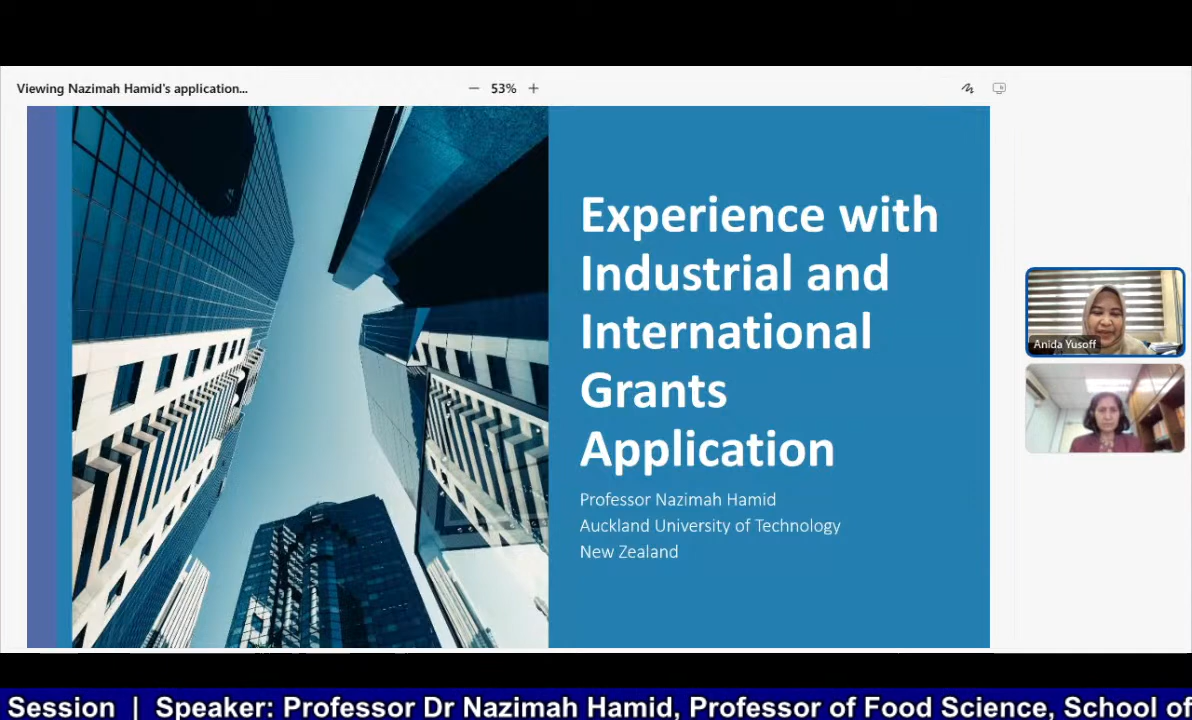 Viewing Nazimah Hamid's application...
53%
Experience with
Industrial and
International
Grants
Application
Professor Nazimah Hamid
Auckland University of Technology
New Zealand
Anida Yusoff
Session | Speaker: Professor Dr Nazimah Hamid, Professor of Food Science, School of